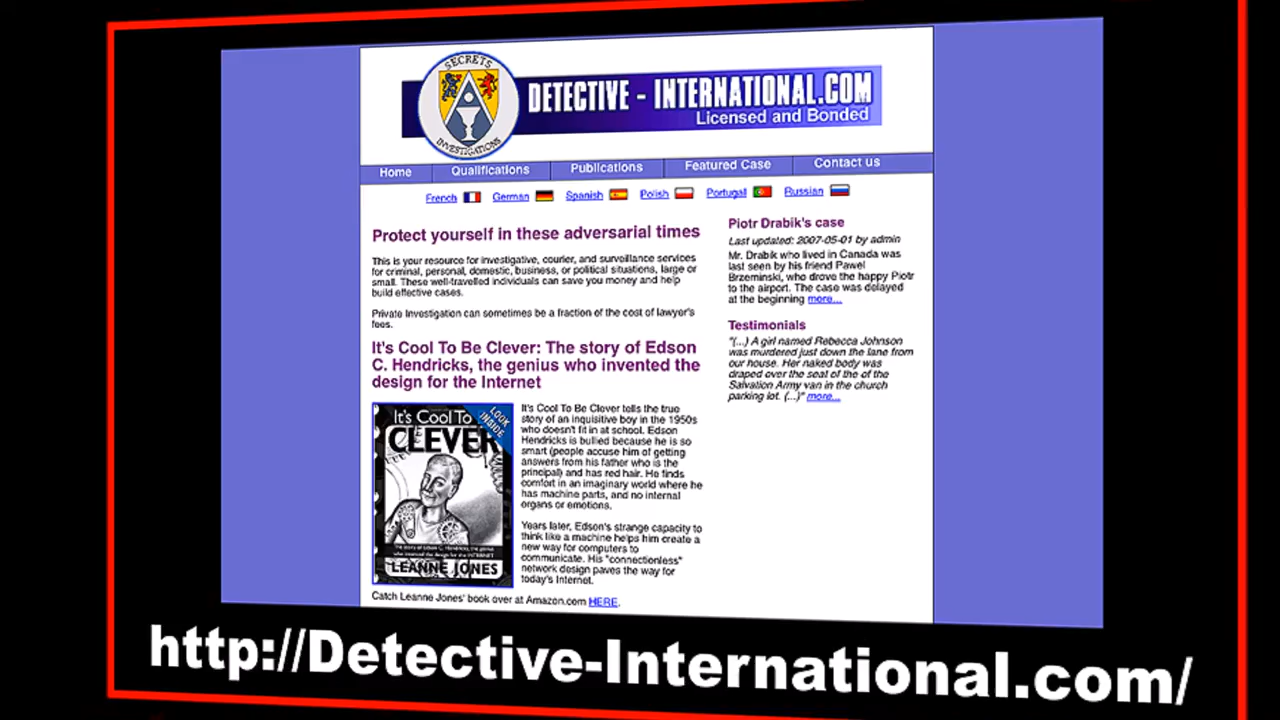 SECRETS
INVESTIGATIONS
DETECTIVE - INTERNATIONAL.COM
Licensed and Bonded
Home Qualifications Publications Featured Case Contact us
French German Spanish Polish Portugal Russian
Protect yourself in these adversarial times
This is your resource for investigative, courier, and surveillance services
for criminal, personal, domestic, business, or political situations, large or
small. These well-travelled individuals can save you money and help
build effective cases.
Private Investigation can sometimes be a fraction of the cost of lawyer's
fees.
It's Cool To Be Clever: The story of Edson
C. Hendricks, the genius who invented the
design for the Internet
It's Cool To
CLEVER
LOOK
INSIDE
The story of Edson C. Hendricks, the genius
who invented the design for the INTERNET
LEANNE JONES
It's Cool To Be Clever tells the true
story of an inquisitive boy in the 1950s
who doesn't fit in at school. Edson
Hendricks is bullied because he is so
smart (people accuse him of getting
answers from his father who is the
principal) and has red hair. He finds
comfort in an imaginary world where he
has machine parts, and no internal
organs or emotions.
Years later, Edson's strange capacity to
think like a machine helps him create a
new way for computers to
communicate. His "connectionless"
network design paves the way for
today's Internet.
Catch Leanne Jones' book over at Amazon.com HERE.
Piotr Drabik's case
Last updated: 2007-05-01 by admin
Mr. Drabik who lived in Canada was
last seen by his friend Pawel
Brzeminski, who drove the happy Piotr
to the airport. The case was delayed
at the beginning more...
Testimonials
"(...) A girl named Rebecca Johnson
was murdered just down the lane from
our house. Her naked body was
draped over the seat of the of the
Salvation Army van in the church
parking lot. (...)" more...
http://Detective-International.com/